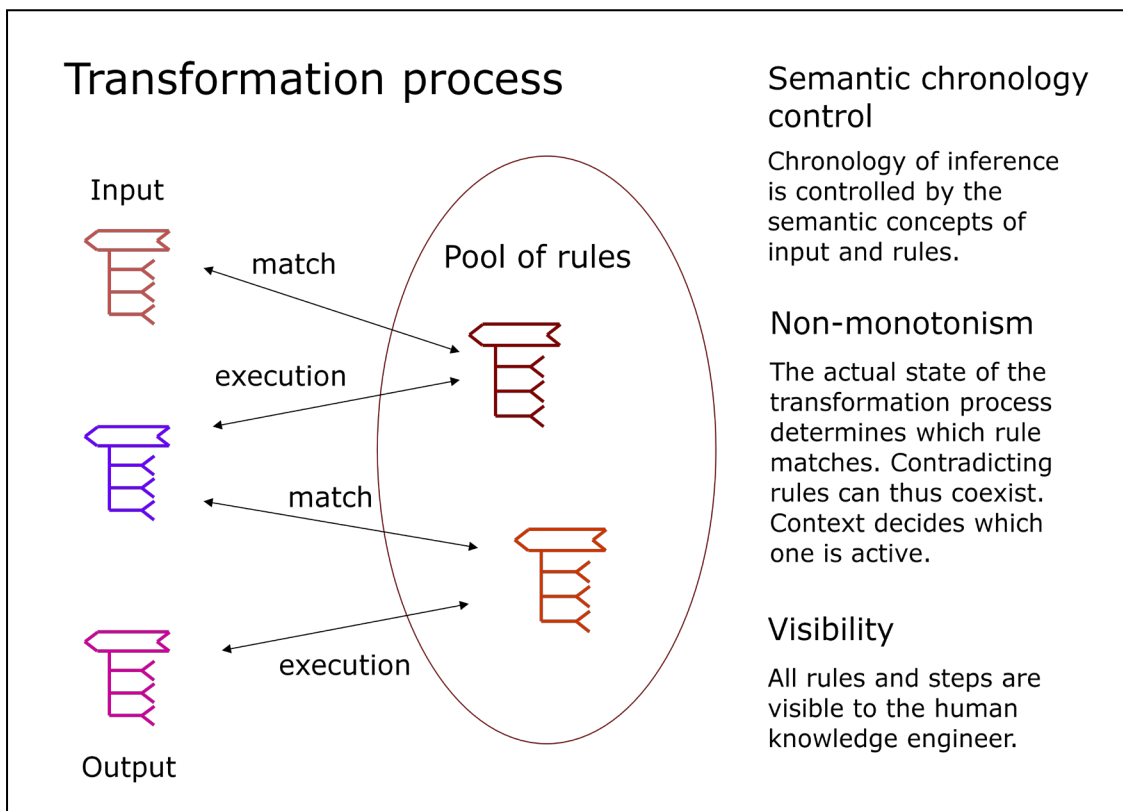 Transformation process
Input
match
Pool of rules
execution
match
execution
Output
Semantic chronology
control
Chronology of inference
is controlled by the
semantic concepts of
input and rules.
Non-monotonism
The actual state of the
transformation process
determines which rule
matches. Contradicting
rules can thus coexist.
Context decides which
one is active.
Visibility
All rules and steps are
visible to the human
knowledge engineer.